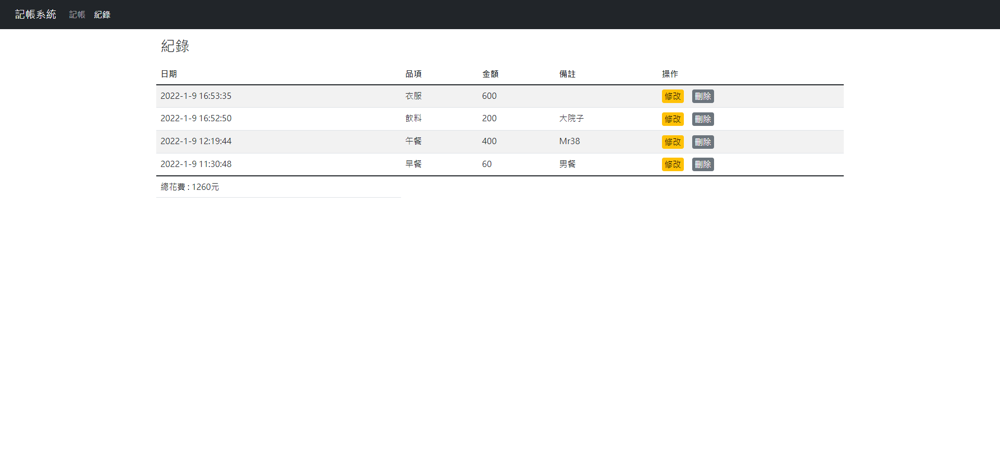 記帳系統 記帳 紀錄
紀錄
日期 品項 金額 備註 操作
2022-1-9 16:53:35 衣服 600 修改 刪除
2022-1-9 16:52:50 飲料 200 大院子 修改 刪除
2022-1-9 12:19:44 午餐 400 Mr38 修改 刪除
2022-1-9 11:30:48 早餐 60 男餐 修改 刪除
總花費 : 1260元